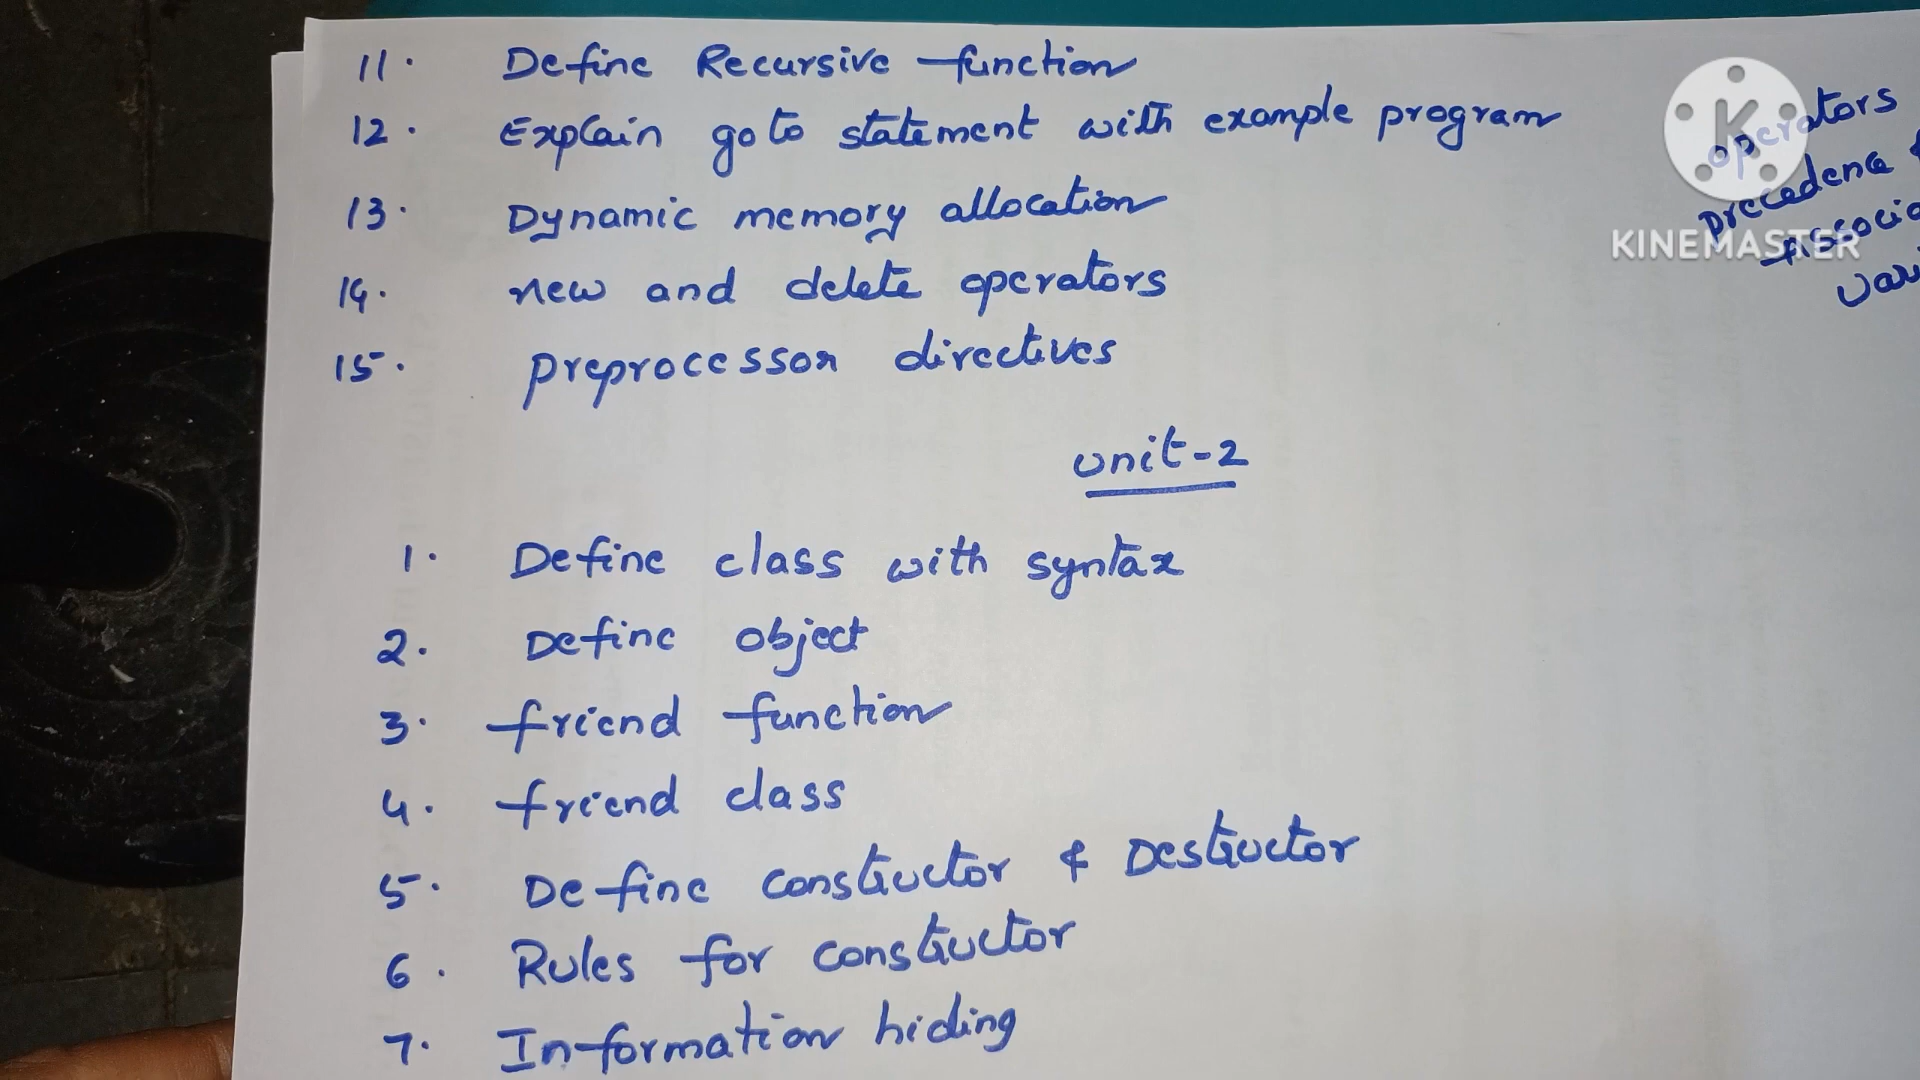 11. Define Recursive function
12. Explain goto statement with example program
13. Dynamic memory allocation
14. new and delete operators
15. preprocessor directives
operators
precedence &
Associa
vari
KINEMASTER
unit-2
1. Define class with syntax
2. Define object
3. friend function
4. friend class
5. Define constructor & Destructor
6. Rules for constructor
7. Information hiding